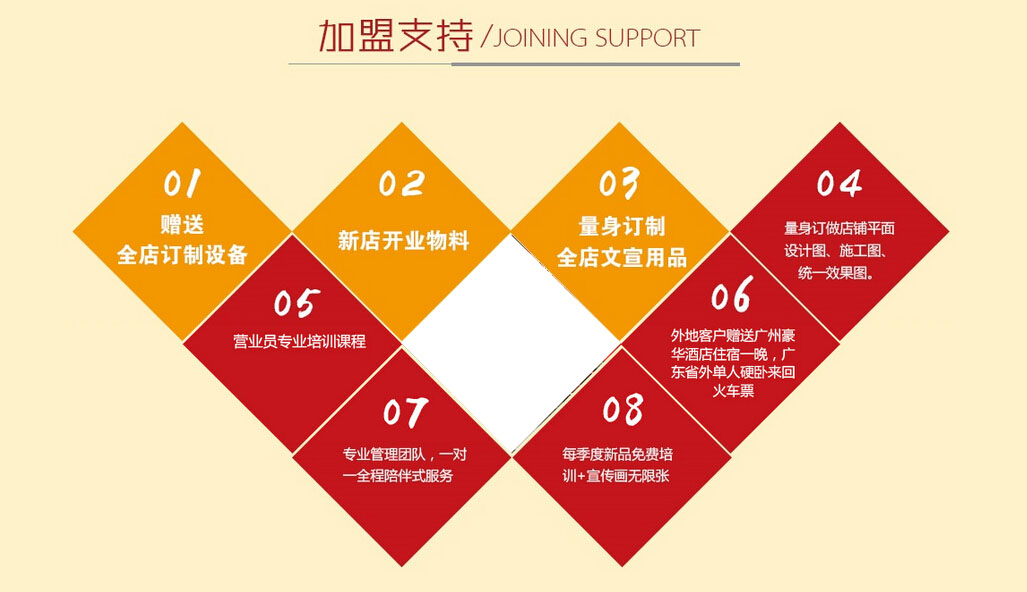 加盟支持/JOINING SUPPORT
01
赠送
全店订制设备
02
新店开业物料
03
量身订制
全店文宣用品
04
量身订做店铺平面
设计图、施工图、
统一效果图。
05
营业员专业培训课程
06
外地客户赠送广州豪
华酒店住宿一晚，广
东省外单人硬卧来回
火车票
07
专业管理团队，一对
一全程陪伴式服务
08
每季度新品免费培
训+宣传画无限张